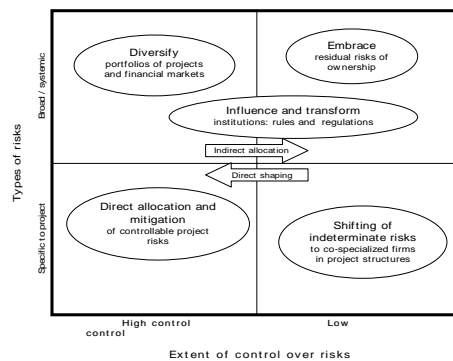 Diversify
portfolios of projects
and financial markets
Embrace
residual risks of
ownership
Influence and transform
institutions: rules and regulations
Indirect allocation
Direct shaping
Direct allocation and
mitigation
of controllable project
risks
Shifting of
indeterminate risks
to co-specialized firms
in project structures
Types of risks
Broad / systemic
Specific to project
High control Low
control
Extent of control over risks